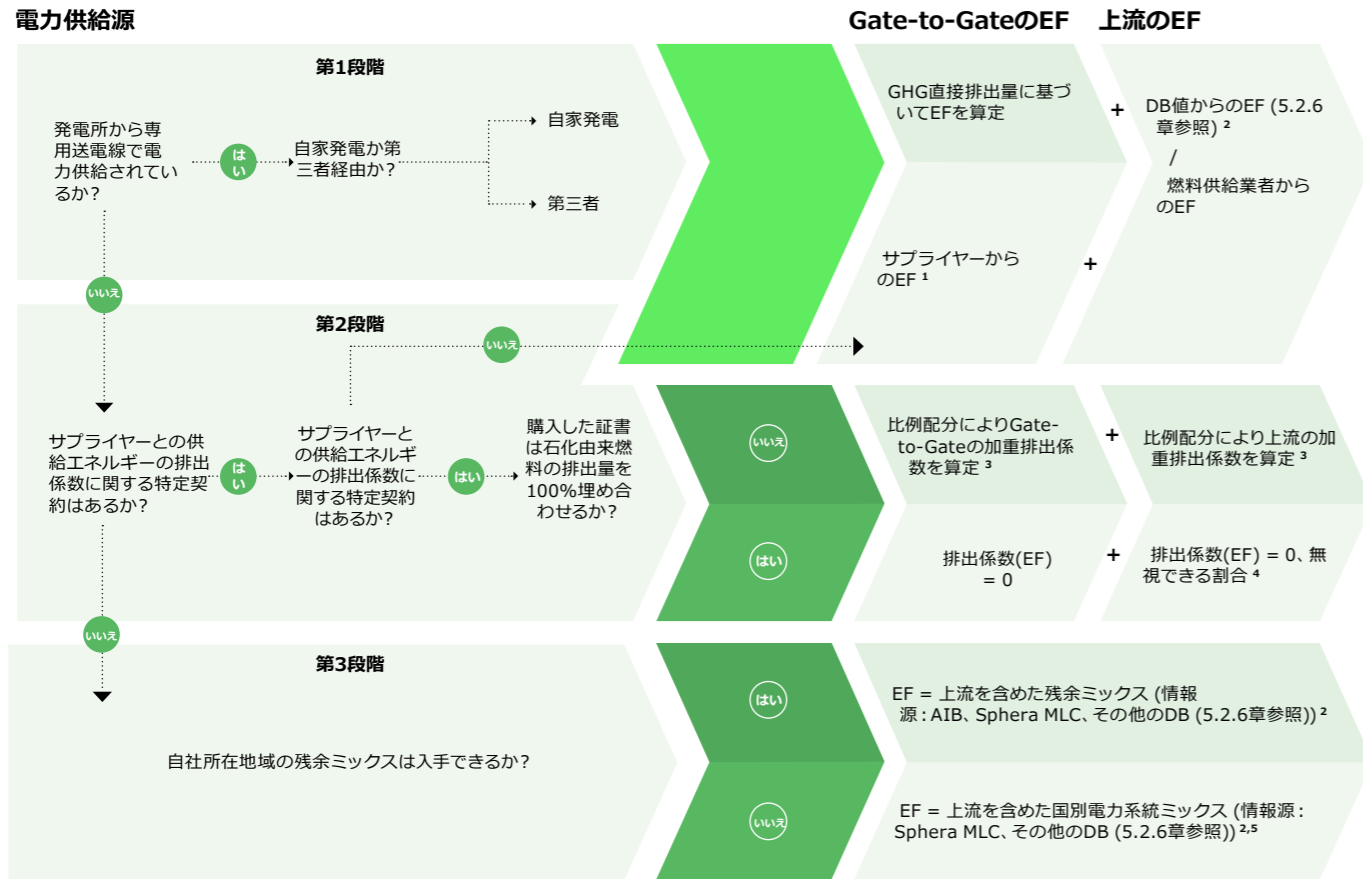 電力供給源
Gate-to-GateのEF
上流のEF
第1段階
発電所から専
用送電線で電
力供給されてい
るか?
は
い
自家発電か第
三者経由か?
自家発電
第三者
GHG直接排出量に基づ
いてEFを算定
+
DB値からのEF (5.2.6
章参照) ²
/
燃料供給業者から
のEF
サプライヤーから
のEF ¹
+
いいえ
第2段階
いいえ
サプライヤーとの供
給エネルギーの排出
係数に関する特定契
約はあるか?
は
い
サプライヤーと
の供給エネルギ
ーの排出係数に
関する特定契約
はあるか?
はい
購入した証書
は石化由来燃
料の排出量を
100%埋め合
わせるか?
いいえ
比例配分によりGate-
to-Gateの加重排出係
数を算定 ³
+
比例配分により上流の加
重排出係数を算定 ³
はい
排出係数(EF)
= 0
+
排出係数(EF) = 0、無
視できる割合 ⁴
いいえ
第3段階
自社所在地域の残余ミックスは入手できるか?
はい
EF = 上流を含めた残余ミックス (情報
源:AIB、Sphera MLC、その他のDB (5.2.6章参照)) ²
いいえ
EF = 上流を含めた国別電力系統ミックス (情報源:
Sphera MLC、その他のDB (5.2.6章参照)) ²,⁵